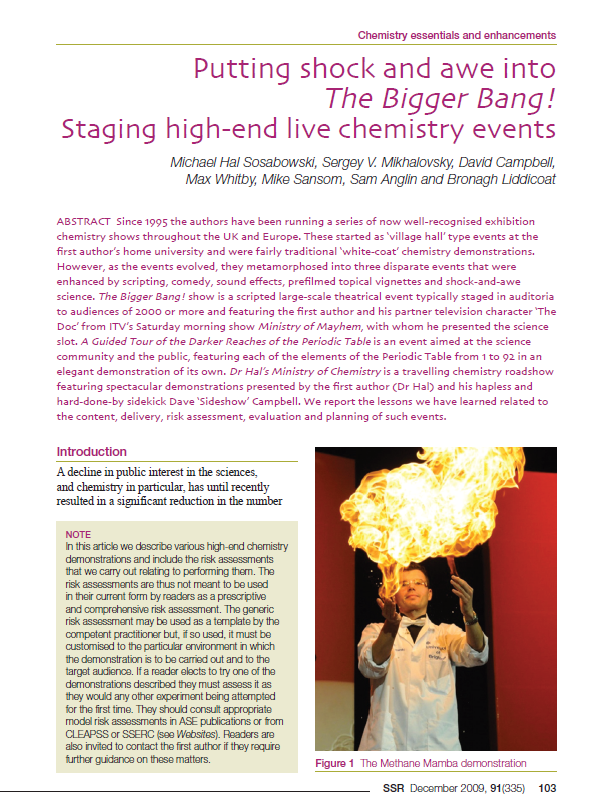 Chemistry essentials and enhancements
Putting shock and awe into
The Bigger Bang!
Staging high-end live chemistry events
Michael Hal Sosabowski, Sergey V. Mikhalovsky, David Campbell,
Max Whitby, Mike Sansom, Sam Anglin and Bronagh Liddicoat
ABSTRACT Since 1995 the authors have been running a series of now well-recognised exhibition
chemistry shows throughout the UK and Europe. These started as ‘village hall’ type events at the
first author’s home university and were fairly traditional ‘white-coat’ chemistry demonstrations.
However, as the events evolved, they metamorphosed into three disparate events that were
enhanced by scripting, comedy, sound effects, prefilmed topical vignettes and shock-and-awe
science. The Bigger Bang! show is a scripted large-scale theatrical event typically staged in auditoria
to audiences of 2000 or more and featuring the first author and his partner television character ‘The
Doc’ from ITV’s Saturday morning show Ministry of Mayhem, with whom he presented the science
slot. A Guided Tour of the Darker Reaches of the Periodic Table is an event aimed at the science
community and the public, featuring each of the elements of the Periodic Table from 1 to 92 in an
elegant demonstration of its own. Dr Hal’s Ministry of Chemistry is a travelling chemistry roadshow
featuring spectacular demonstrations presented by the first author (Dr Hal) and his hapless and
hard-done-by sidekick Dave ‘Sideshow’ Campbell. We report the lessons we have learned related to
the content, delivery, risk assessment, evaluation and planning of such events.
Introduction
A decline in public interest in the sciences,
and chemistry in particular, has until recently
resulted in a significant reduction in the number
NOTE
In this article we describe various high-end chemistry
demonstrations and include the risk assessments
that we carry out relating to performing them. The
risk assessments are thus not meant to be used
in their current form by readers as a prescriptive
and comprehensive risk assessment. The generic
risk assessment may be used as a template by the
competent practitioner but, if so used, it must be
customised to the particular environment in which
the demonstration is to be carried out and to the
target audience. If a reader elects to try one of the
demonstrations described they must assess it as
they would any other experiment being attempted
for the first time. They should consult appropriate
model risk assessments in ASE publications or from
CLEAPSS or SSERC (see Websites). Readers are
also invited to contact the first author if they require
further guidance on these matters.
Figure 1 The Methane Mamba demonstration
SSR December 2009, 91(335) 103